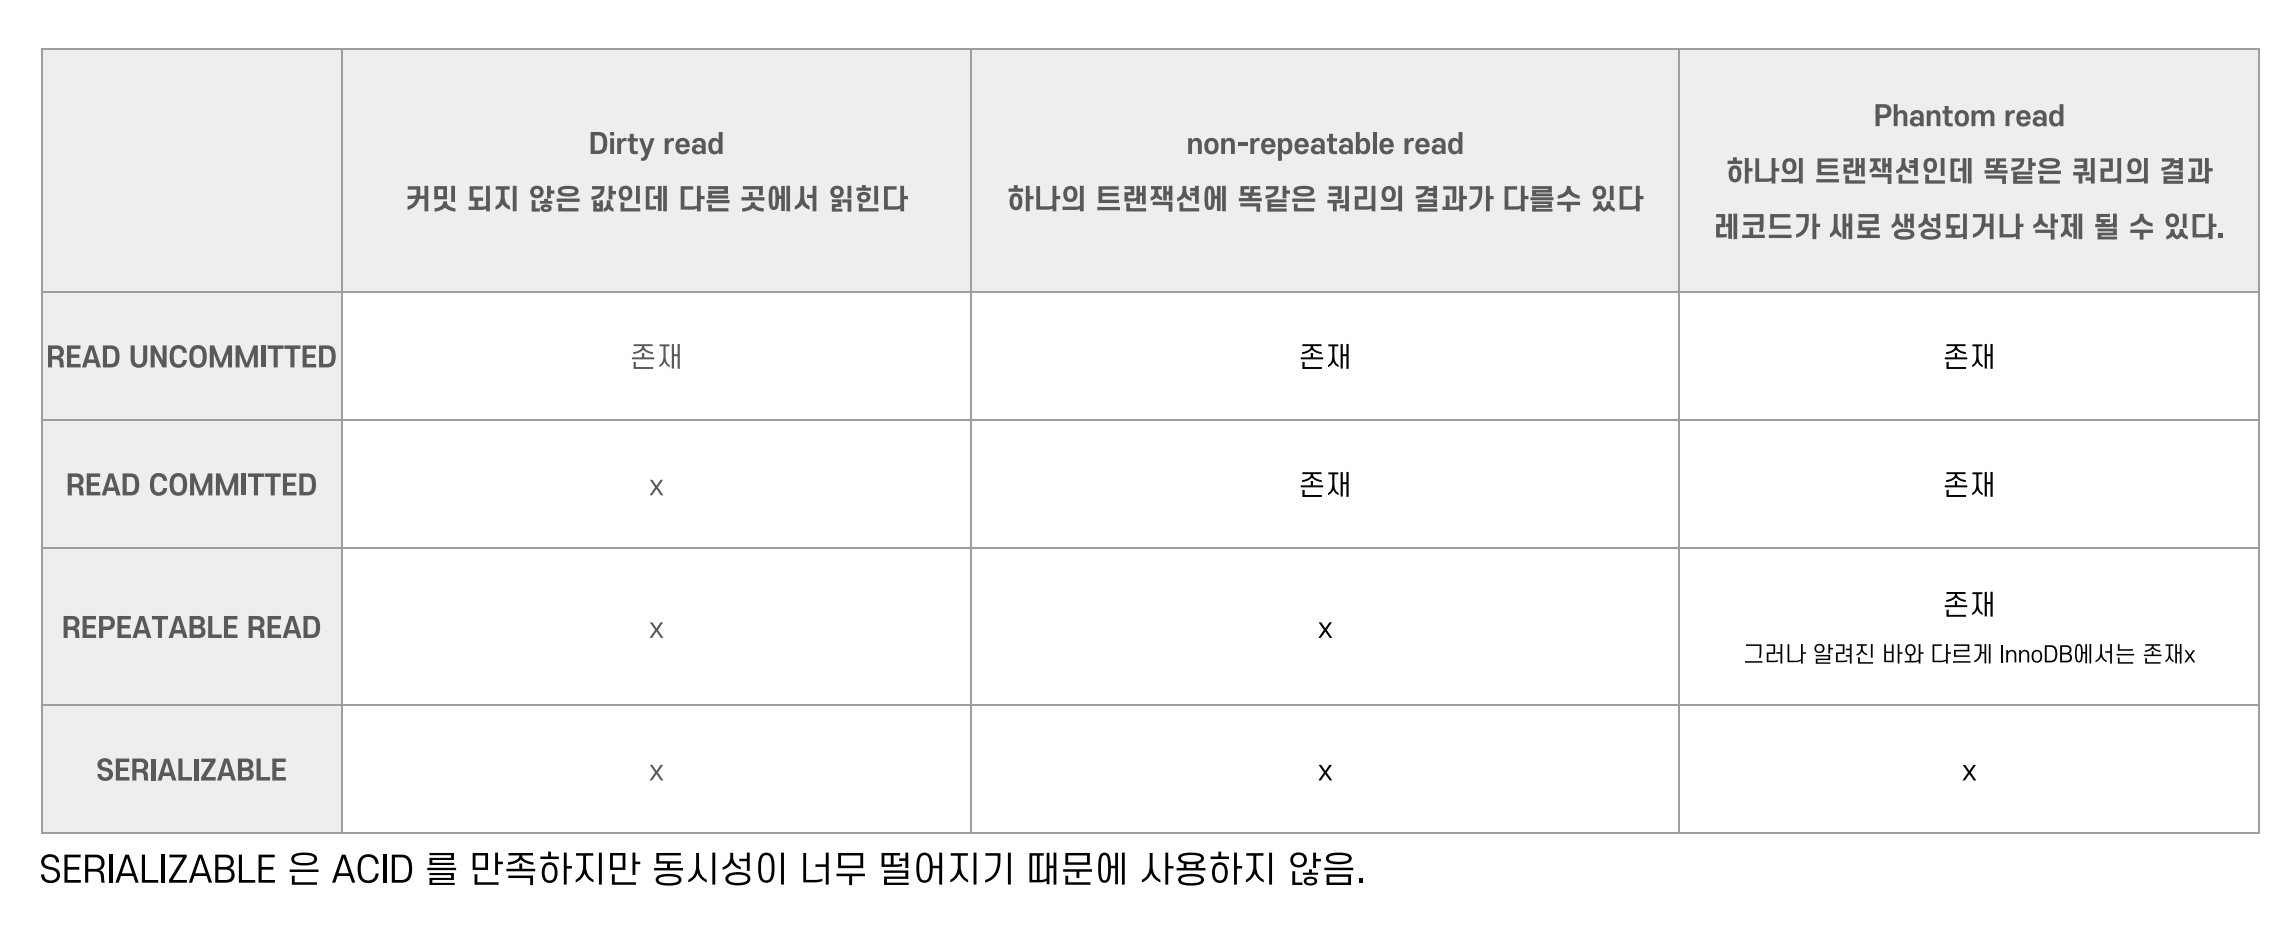 Dirty read
커밋 되지 않은 값인데 다른 곳에서 읽힌다
non-repeatable read
하나의 트랜잭션에 똑같은 쿼리의 결과가 다를수 있다
Phantom read
하나의 트랜잭션인데 똑같은 쿼리의 결과
레코드가 새로 생성되거나 삭제 될 수 있다.
READ UNCOMMITTED
존재
존재
존재
READ COMMITTED
x
존재
존재
REPEATABLE READ
x
x
존재
그러나 알려진 바와 다르게 InnoDB에서는 존재x
SERIALIZABLE
x
x
x
SERIALIZABLE 은 ACID 를 만족하지만 동시성이 너무 떨어지기 때문에 사용하지 않음.